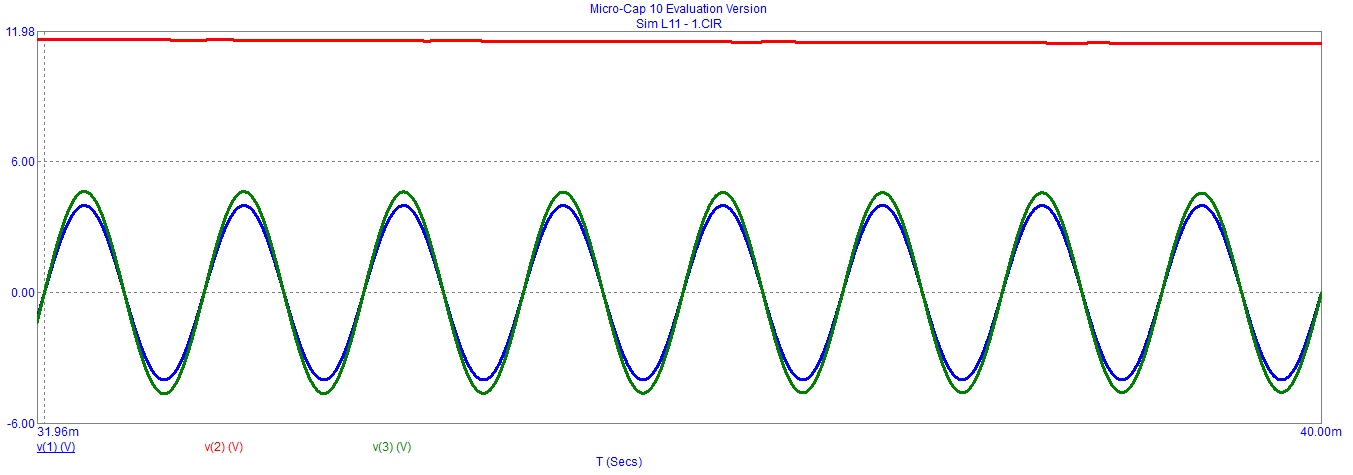 Micro-Cap 10 Evaluation Version
Sim L11 - 1.CIR
11.98
6.00
0.00
-6.00
31.96m 40.00m
v(1) (V) v(2) (V) v(3) (V)
T (Secs)